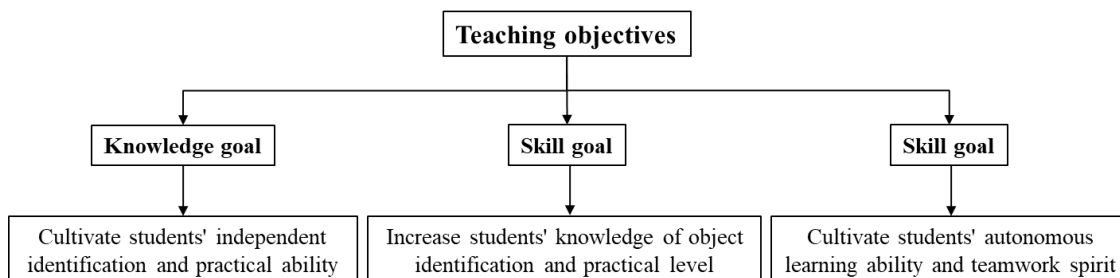 Teaching objectives
Knowledge goal
Skill goal
Skill goal
Cultivate students' independent
identification and practical ability
Increase students' knowledge of object
identification and practical level
Cultivate students' autonomous
learning ability and teamwork spirit